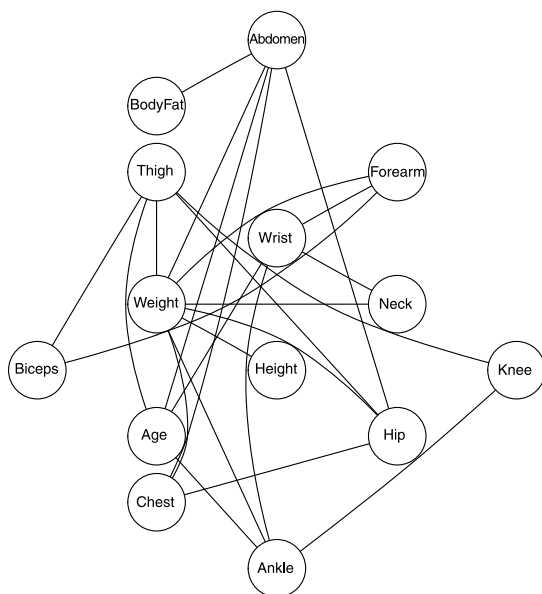 Abdomen
BodyFat
Thigh
Forearm
Wrist
Weight
Neck
Biceps
Height
Knee
Age
Hip
Chest
Ankle